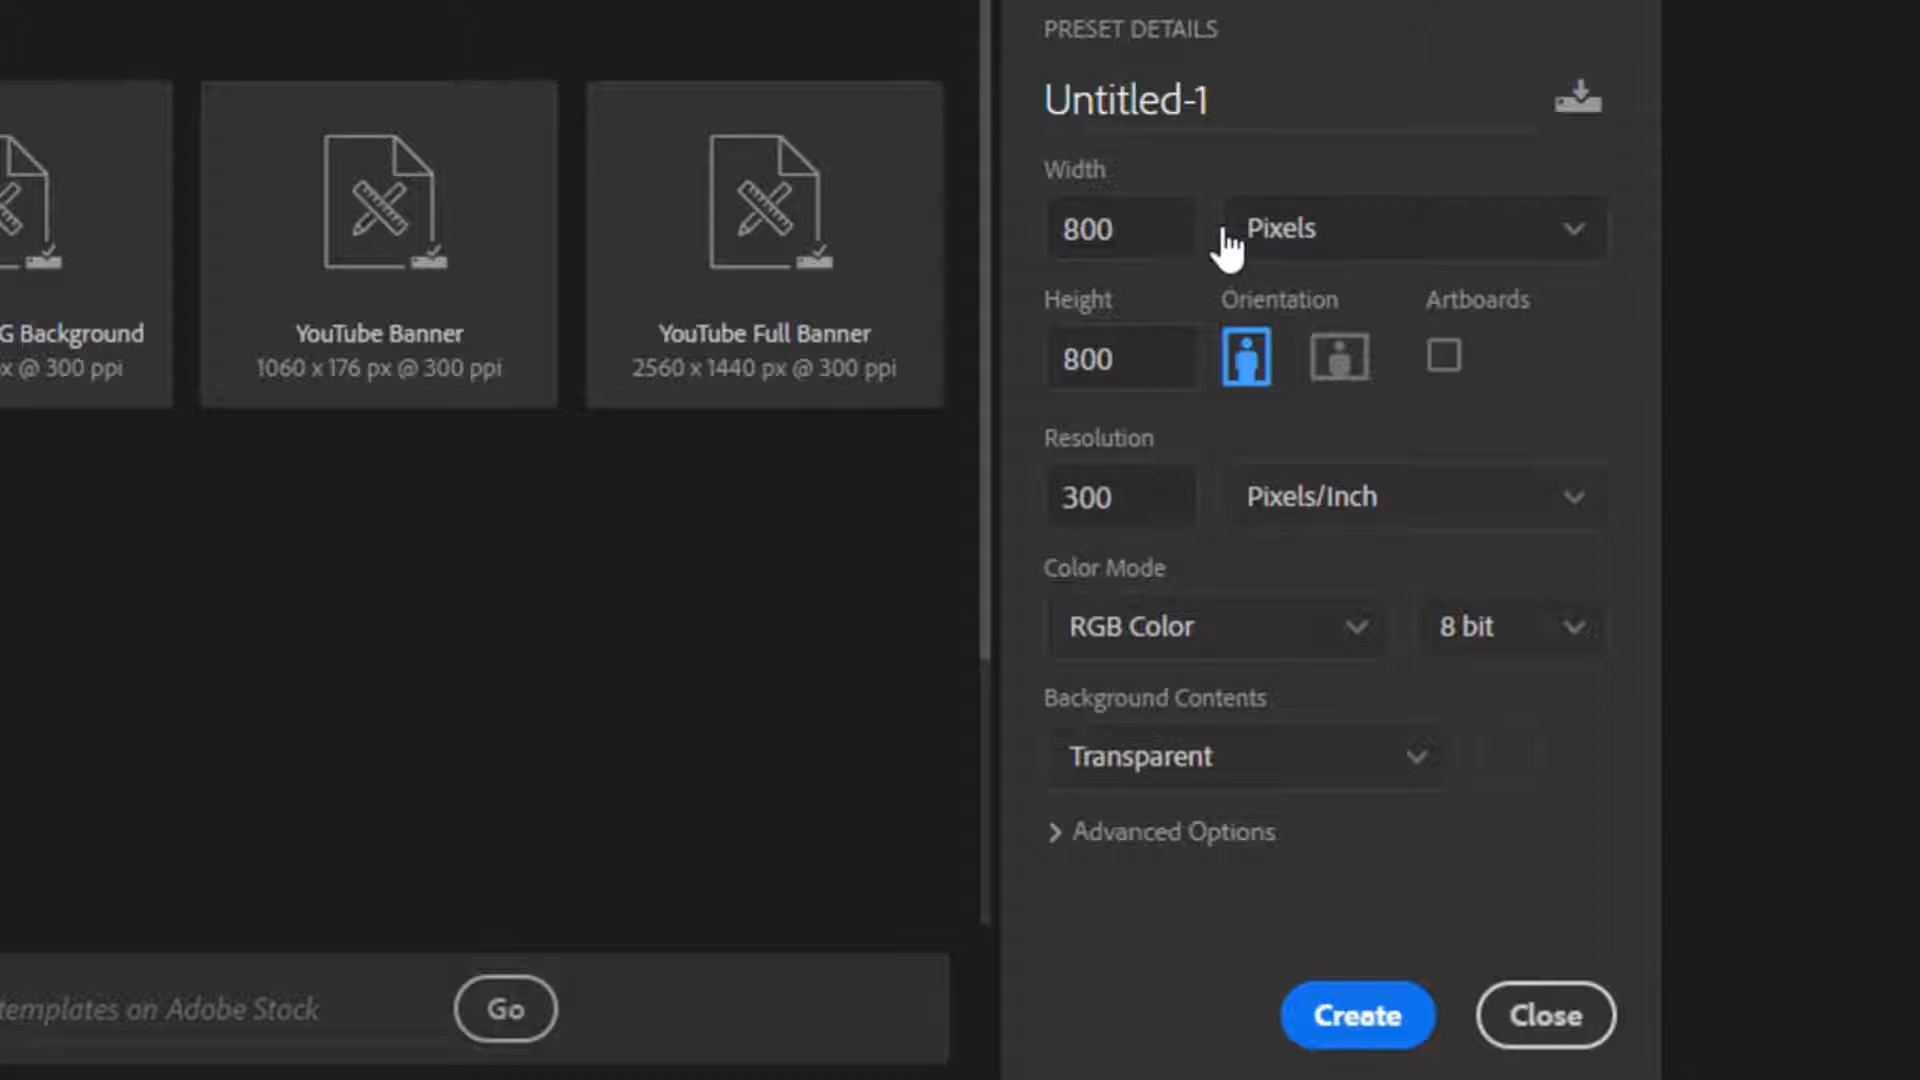 PRESET DETAILS
Untitled-1
Width
800
Pixels
Height
Orientation
Artboards
800
Resolution
300
Pixels/Inch
Color Mode
RGB Color
8 bit
Background Contents
Transparent
Advanced Options
Create
Close
G Background
x @ 300 ppi
YouTube Banner
1060 x 176 px @ 300 ppi
YouTube Full Banner
2560 x 1440 px @ 300 ppi
templates on Adobe Stock
Go